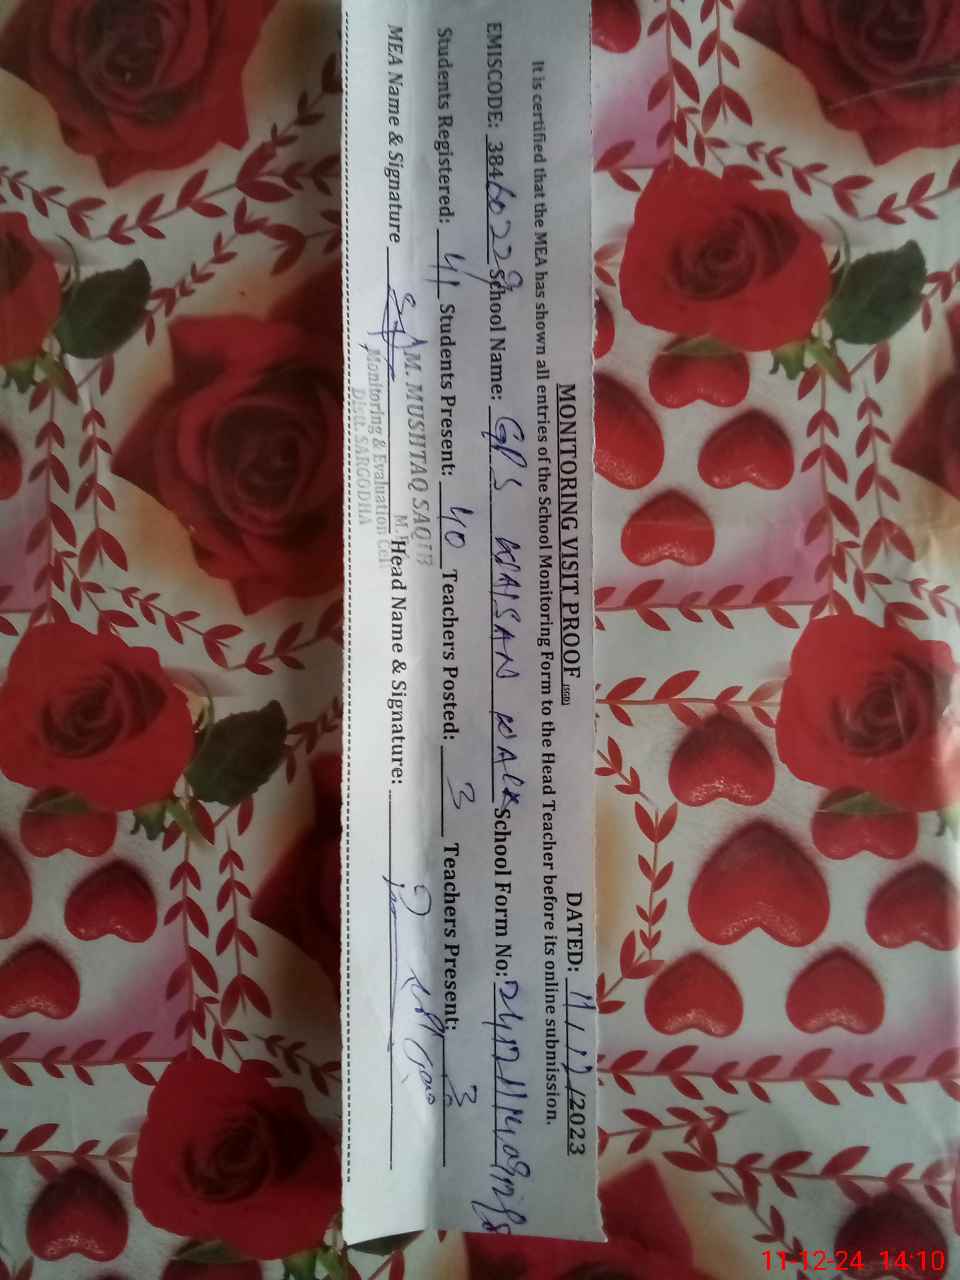 MONITORING VISIT PROOF (SGD) DATED: 11/12/2023
It is certified that the MEA has shown all entries of the School Monitoring Form to the Head Teacher before its online submission.
EMISCODE: 38460229 School Name: GPS WAISAN WALA School Form No:
Students Registered: 41 Students Present: 40 Teachers Posted: 3 Teachers Present: 3
M. MUSHTAQ SAQIB
MEA Name & Signature Head Name & Signature:
Monitoring & Evaluation Cell
Distt. SARGODHA
11-12-24 14:10